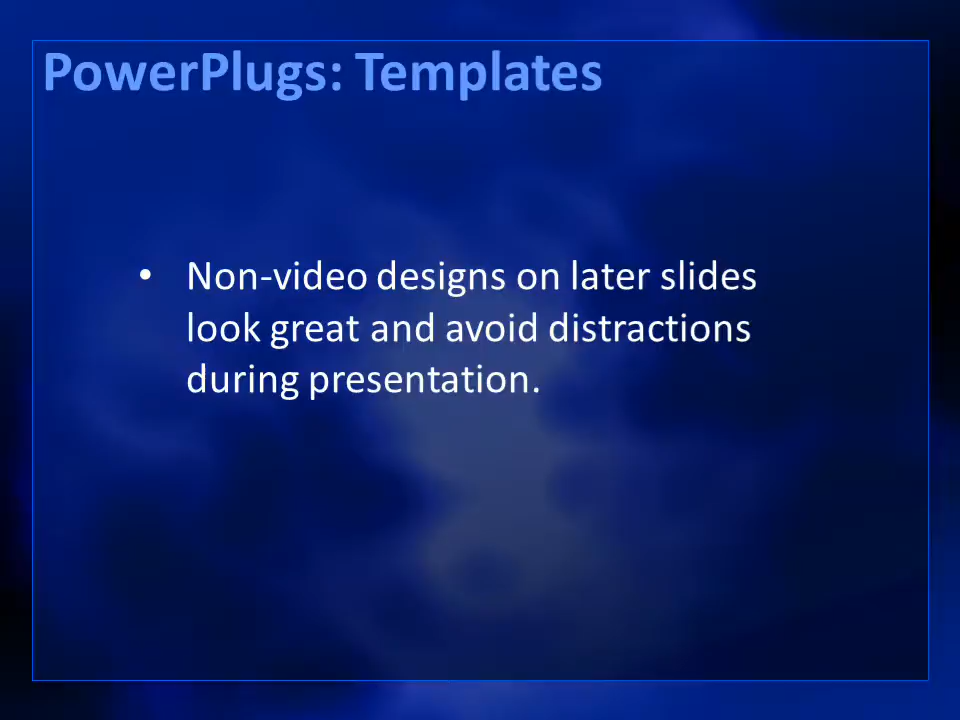 PowerPlugs: Templates
• Non-video designs on later slides
look great and avoid distractions
during presentation.